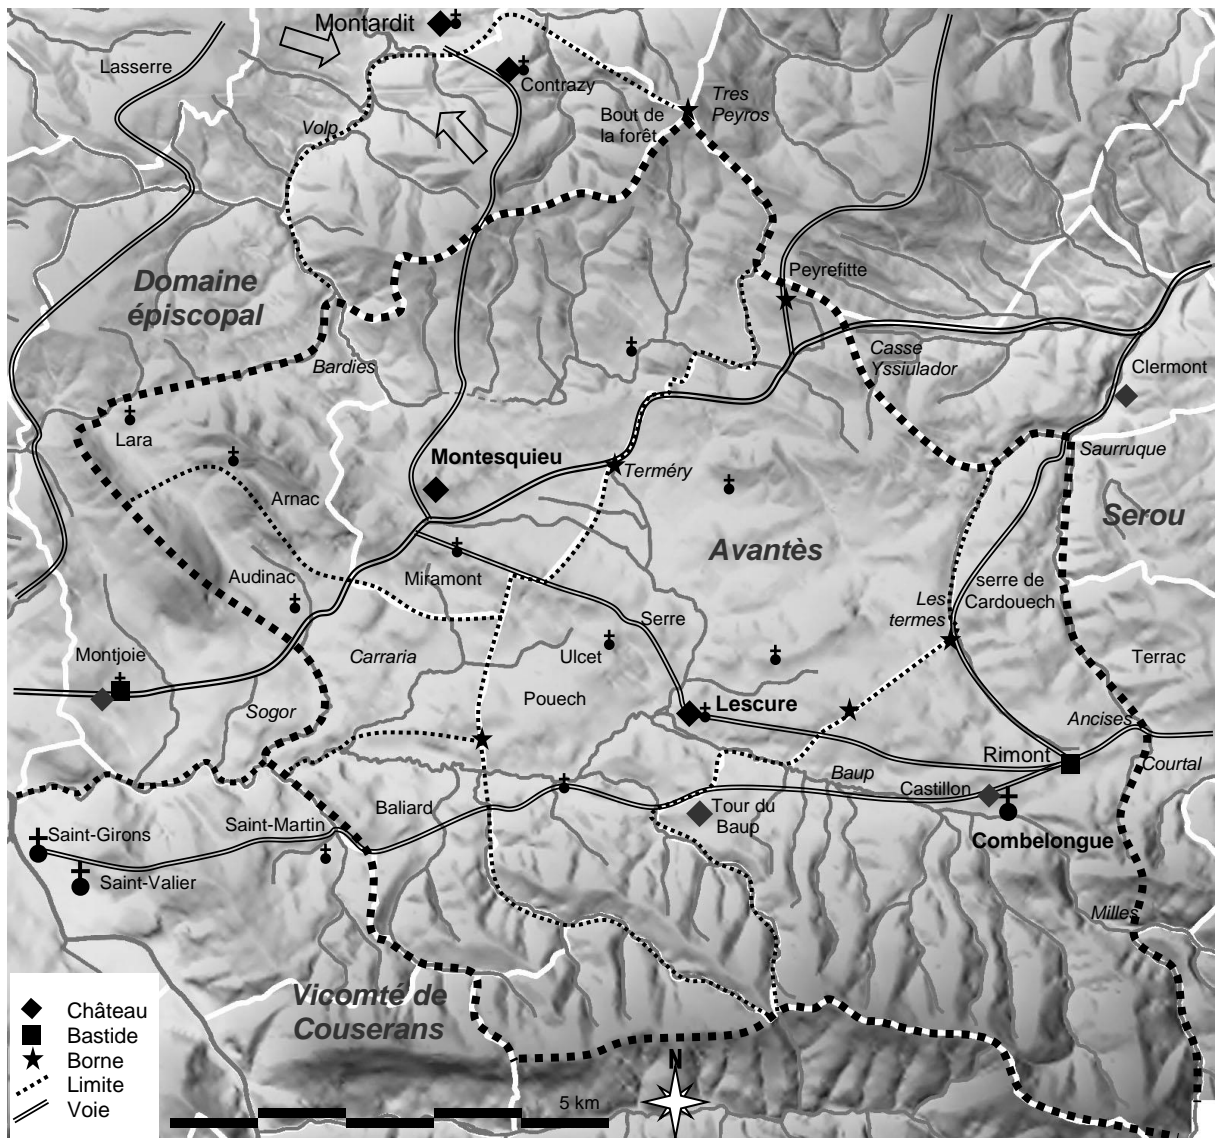 Montardit
Lasserre
Contrazy
Tres
Peyros
Bout de
la forêt
Volp
Domaine
épiscopal
Peyrefitte
Bardies
Casse
Yssiulador
Clermont
Lara
Montesquieu
Terméry
Saurruque
Arnac
Avantès
Serou
Audinac
Miramont
serre de
Cardouech
Les
termes
Serre
Montjoie
Carraria
Ulcet
Terrac
Pouech
Lescure
Sogor
Ancises
Rimont
Courtal
Baup
Castillon
Saint-Girons
Saint-Martin
Baliard
Tour du
Baup
Combelongue
Saint-Valier
Milles
Vicomté de
Couserans
Château
Bastide
Borne
Limite
Voie
N
5 km